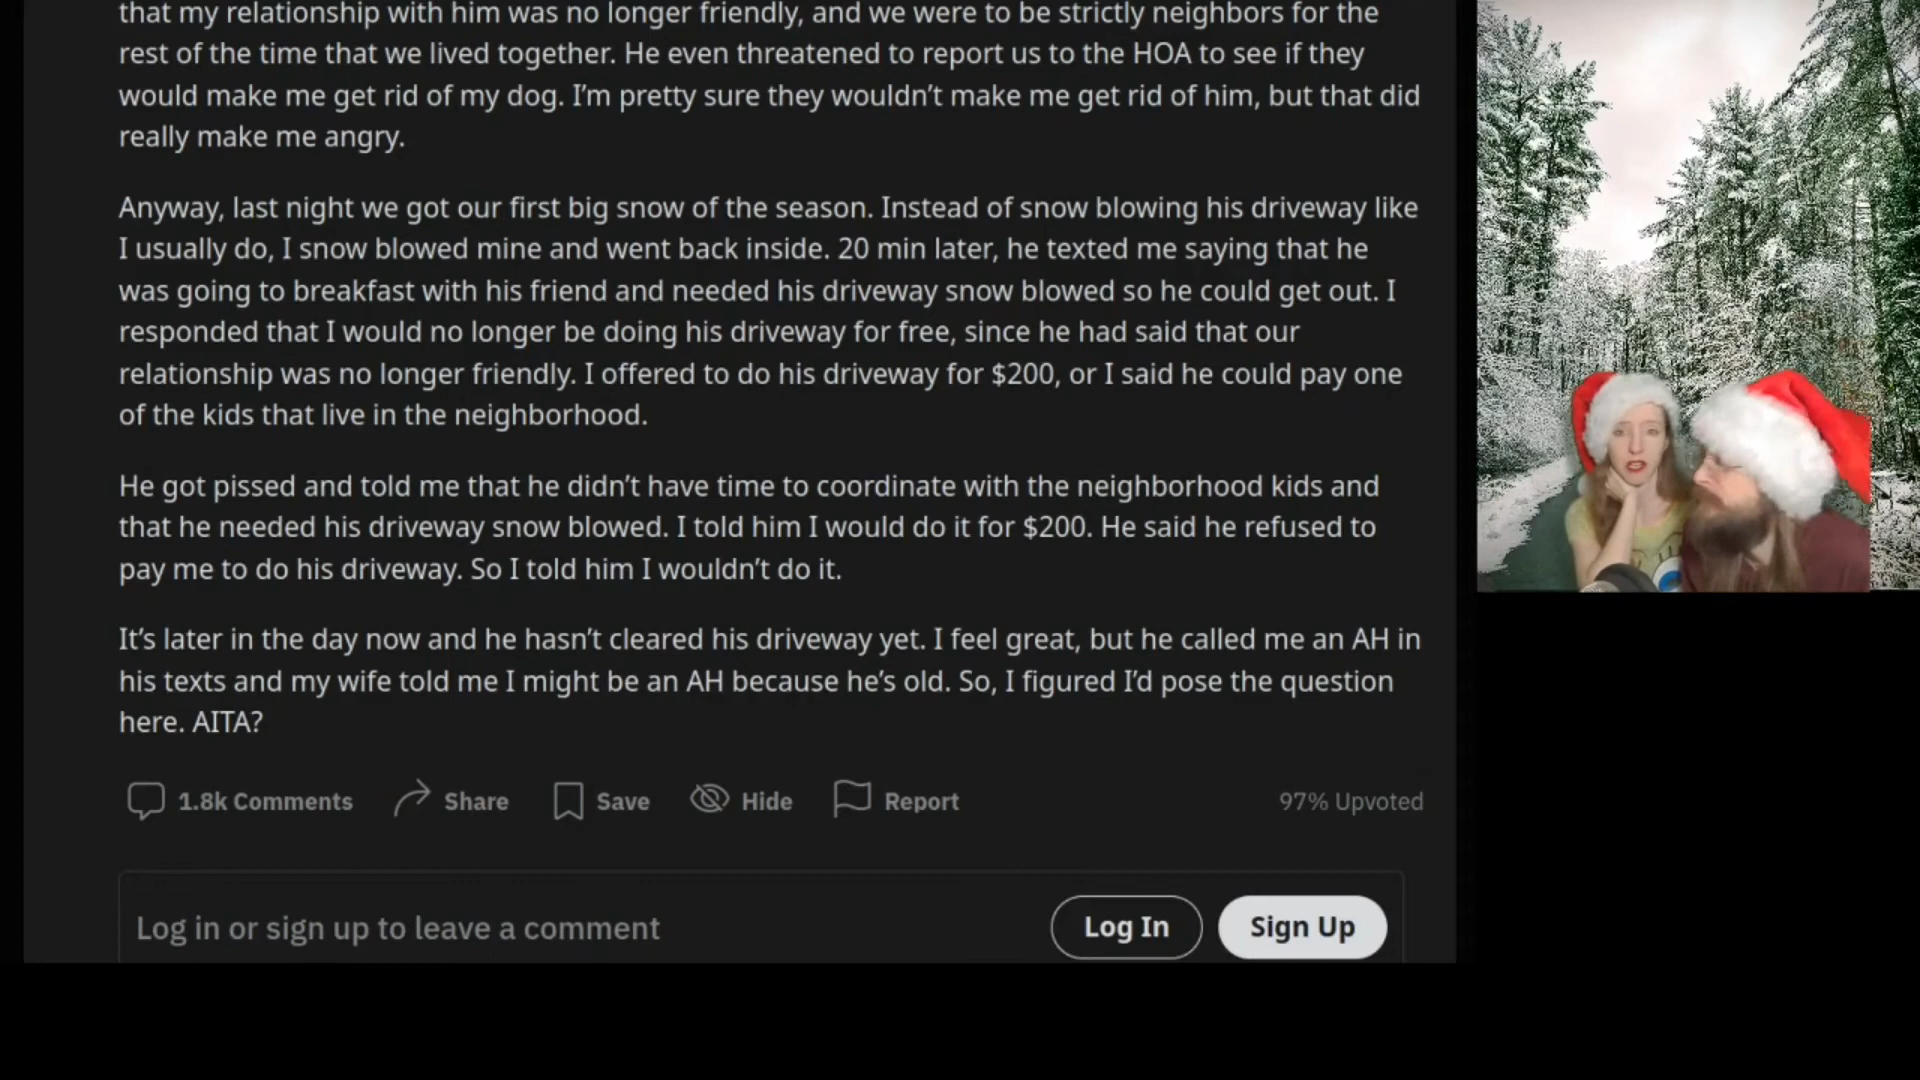 that my relationship with him was no longer friendly, and we were to be strictly neighbors for the
rest of the time that we lived together. He even threatened to report us to the HOA to see if they
would make me get rid of my dog. I’m pretty sure they wouldn’t make me get rid of him, but that did
really make me angry.
Anyway, last night we got our first big snow of the season. Instead of snow blowing his driveway like
I usually do, I snow blowed mine and went back inside. 20 min later, he texted me saying that he
was going to breakfast with his friend and needed his driveway snow blowed so he could get out. I
responded that I would no longer be doing his driveway for free, since he had said that our
relationship was no longer friendly. I offered to do his driveway for $200, or I said he could pay one
of the kids that live in the neighborhood.
He got pissed and told me that he didn’t have time to coordinate with the neighborhood kids and
that he needed his driveway snow blowed. I told him I would do it for $200. He said he refused to
pay me to do his driveway. So I told him I wouldn’t do it.
It’s later in the day now and he hasn’t cleared his driveway yet. I feel great, but he called me an AH in
his texts and my wife told me I might be an AH because he’s old. So, I figured I’d pose the question
here. AITA?
1.8k Comments Share Save Hide Report 97% Upvoted
Log in or sign up to leave a comment Log In Sign Up